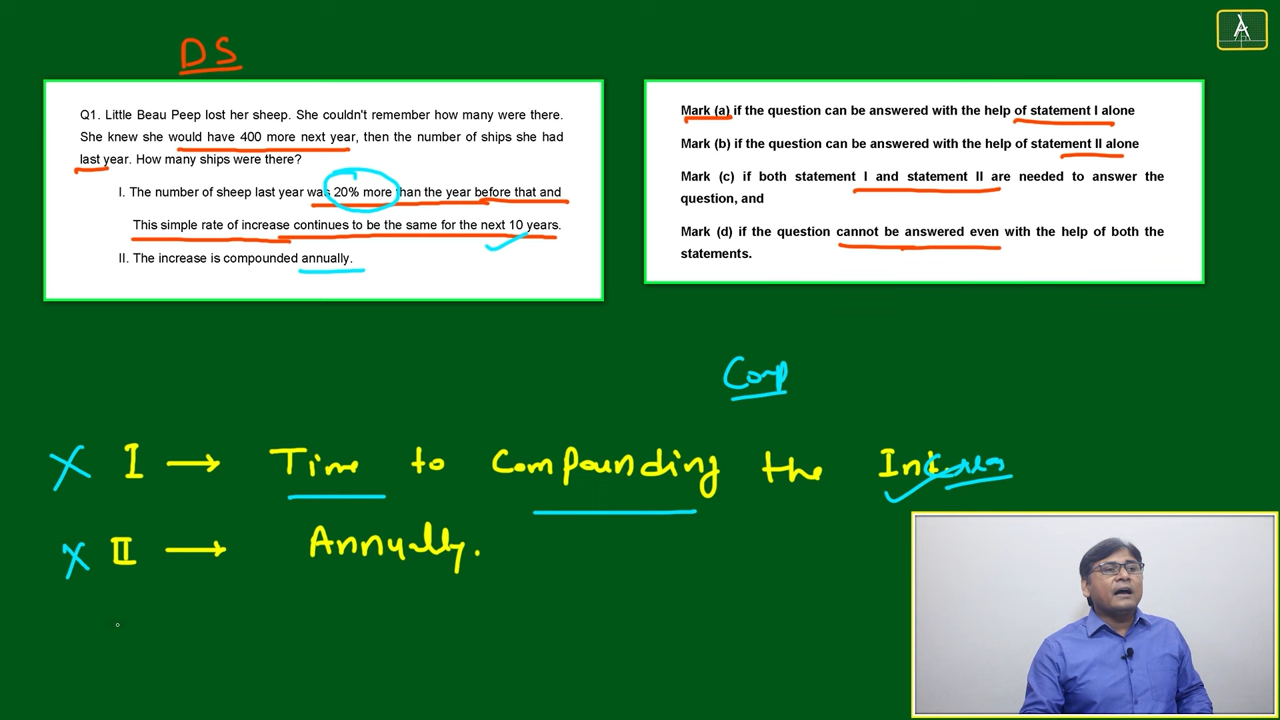 DS
Q1. Little Beau Peep lost her sheep. She couldn't remember how many were there.
She knew she would have 400 more next year, then the number of ships she had
last year. How many ships were there?
I. The number of sheep last year was 20% more than the year before that and
This simple rate of increase continues to be the same for the next 10 years.
II. The increase is compounded annually.
Mark (a) if the question can be answered with the help of statement I alone
Mark (b) if the question can be answered with the help of statement II alone
Mark (c) if both statement I and statement II are needed to answer the
question, and
Mark (d) if the question cannot be answered even with the help of both the
statements.
Comp
X I → Time to Compounding the
X II → Annually.